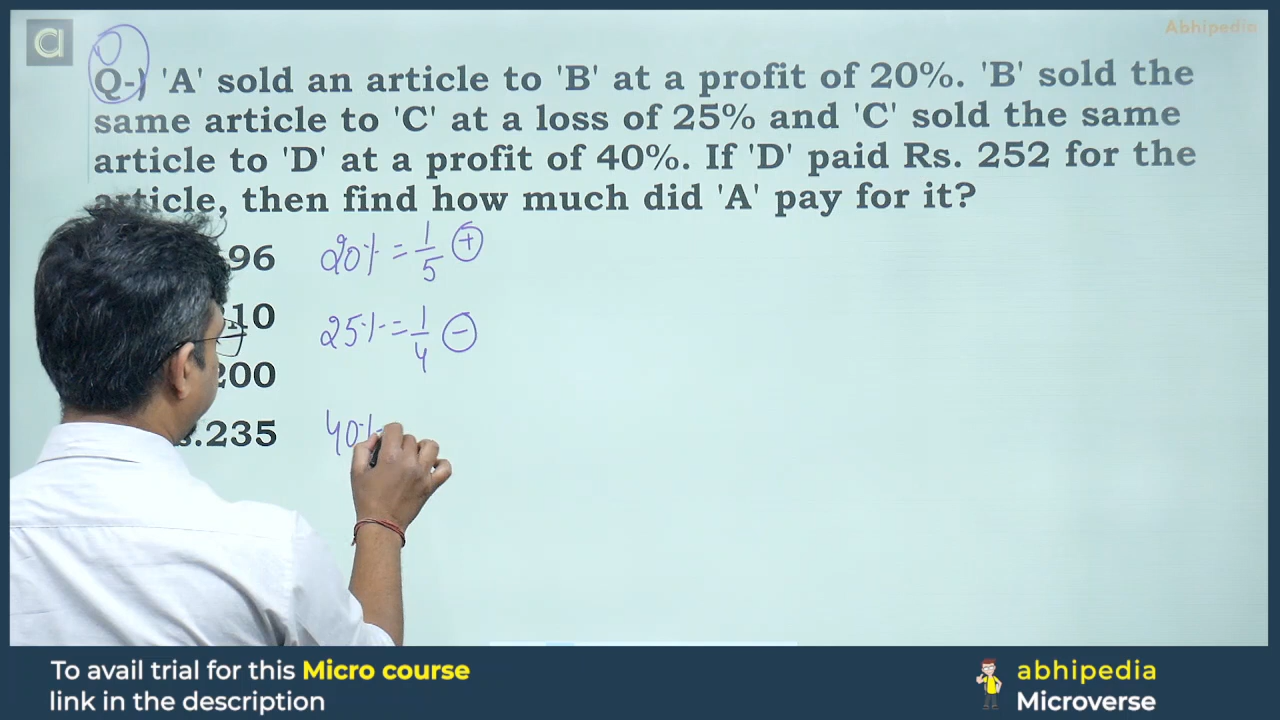 Abhipedia
Q-) 'A' sold an article to 'B' at a profit of 20%. 'B' sold the
same article to 'C' at a loss of 25% and 'C' sold the same
article to 'D' at a profit of 40%. If 'D' paid Rs. 252 for the
article, then find how much did 'A' pay for it?
96
20% = 1/5 +
10
25% = 1/4 -
200
.235
40%
To avail trial for this Micro course
link in the description
abhipedia
Microverse